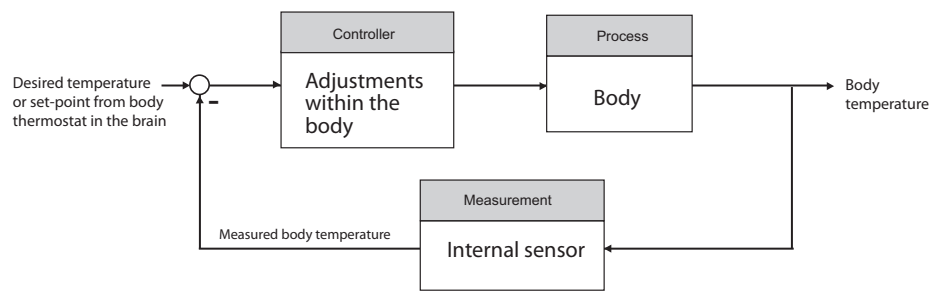 Controller
Process
Desired temperature
or set-point from body
thermostat in the brain
-
Adjustments
within the
body
Body
Body
temperature
Measurement
Measured body temperature
Internal sensor